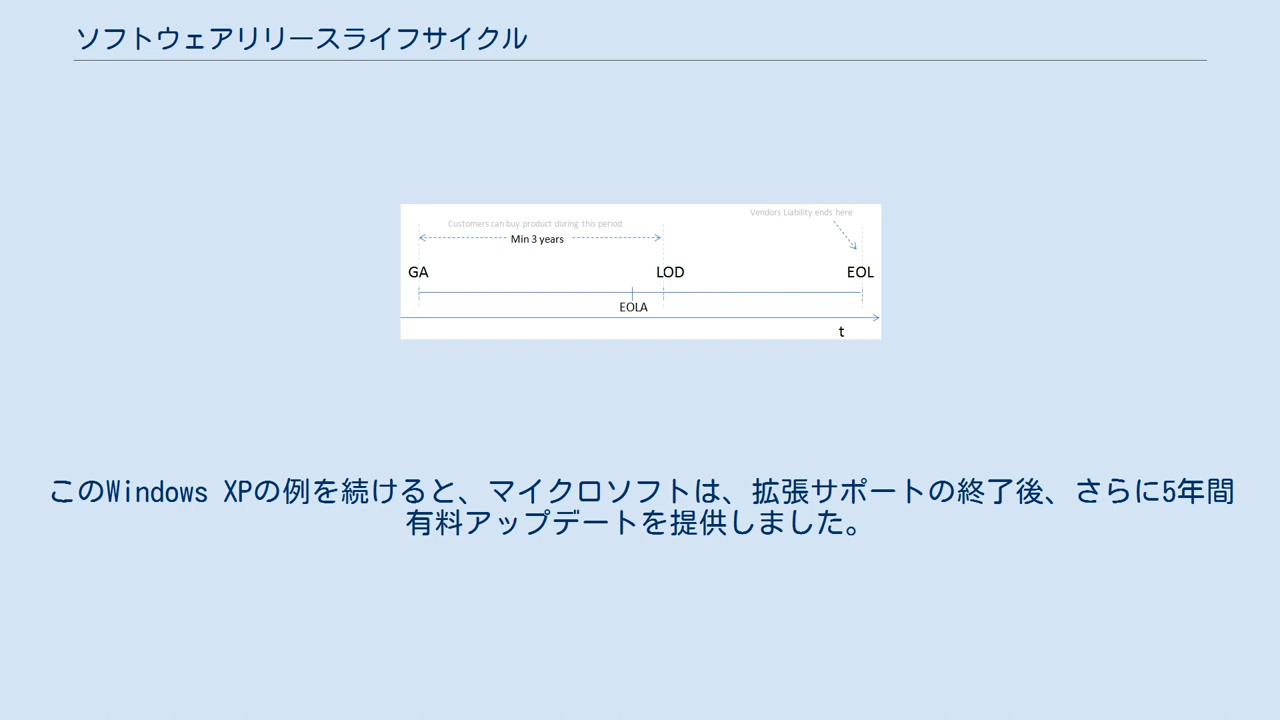 ソフトウェアリリースライフサイクル
Vendors Liability ends here
Customers can buy product during this period
Min 3 years
GA LOD EOL
EOLA
t
このWindows XPの例を続けると、マイクロソフトは、拡張サポートの終了後、さらに5年間
有料アップデートを提供しました。